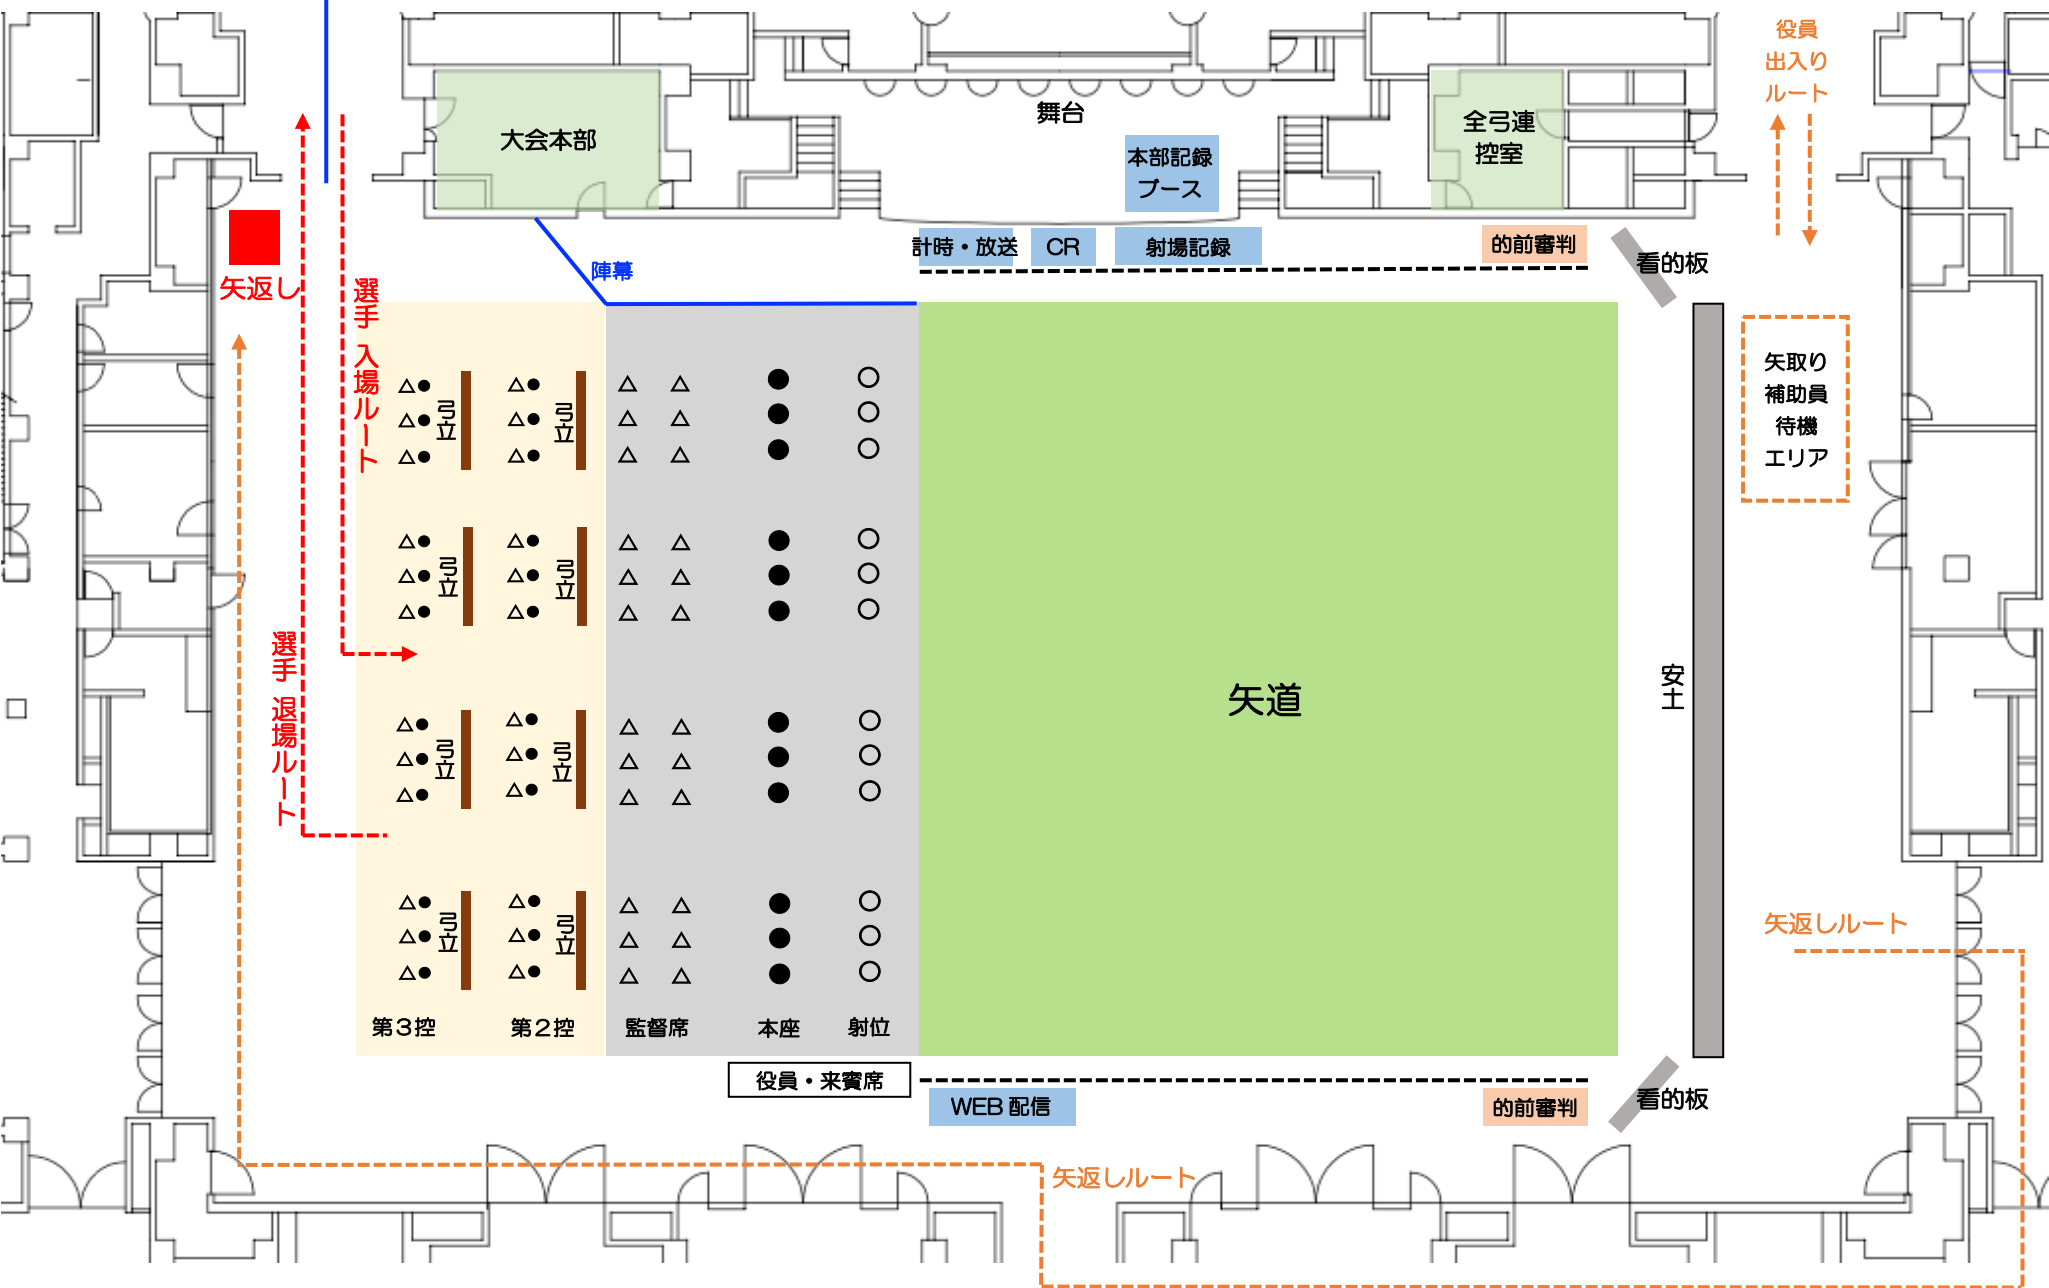 役員
出入り
ルート
舞台
大会本部
全弓連
控室
本部記録
ブース
計時・放送
CR
射場記録
的前審判
看的板
陣幕
矢返し
選手 入場ルート
矢取り
補助員
待機
エリア
弓立
弓立
弓立
弓立
弓立
弓立
弓立
弓立
選手 退場ルート
矢道
安土
矢返しルート
第3控
第2控
監督席
本座
射位
役員・来賓席
WEB 配信
的前審判
看的板
矢返しルート